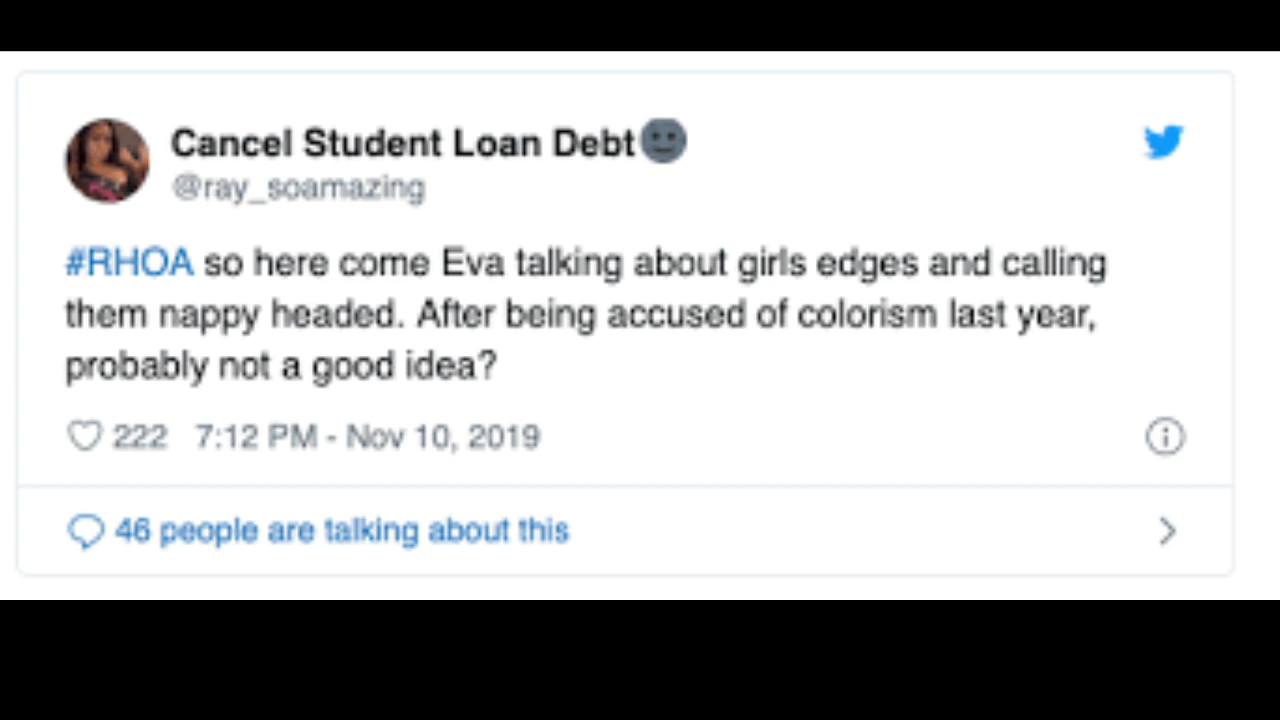 Cancel Student Loan Debt🌚
@ray_soamazing
#RHOA so here come Eva talking about girls edges and calling
them nappy headed. After being accused of colorism last year,
probably not a good idea?
222 7:12 PM - Nov 10, 2019
46 people are talking about this